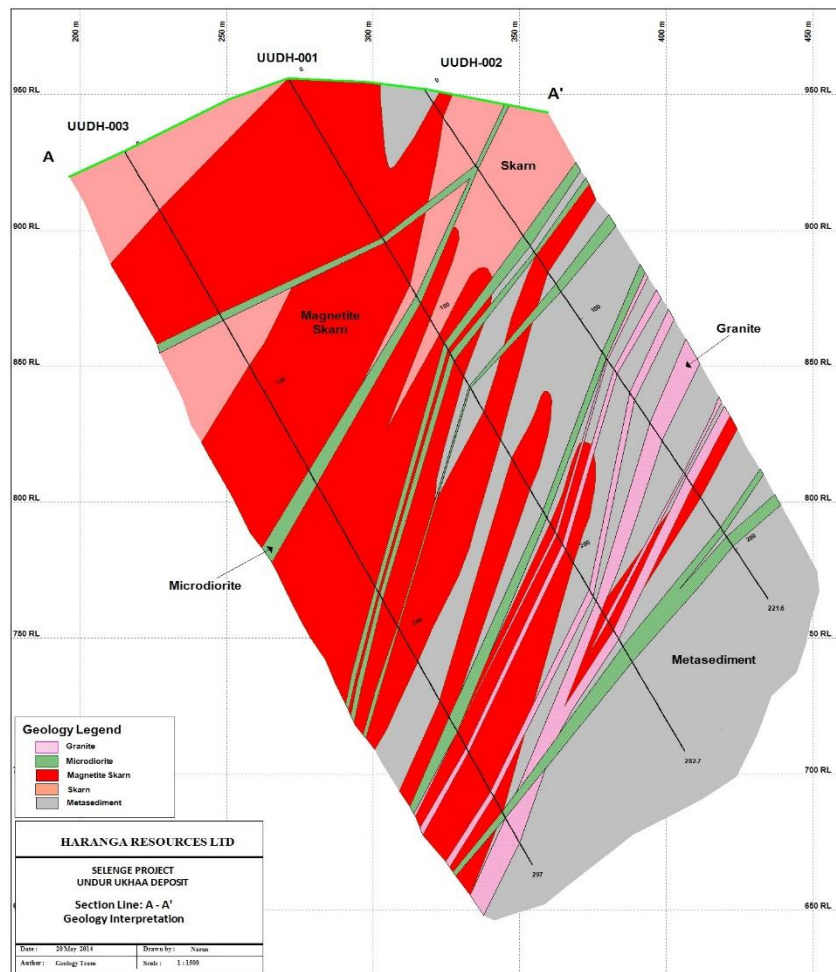 200 m
250 m
300 m
350 m
400 m
450 m
UUDH-001
0
UUDH-002
0
950 RL
950 RL
A'
UUDH-003
A
Skarn
900 RL
900 RL
100
100
Magnetite
Skarn
Granite
850 RL
850 RL
800 RL
800 RL
200
200
Microdiorite
221.6
750 RL
50 RL
Metasediment
282.7
700 RL
297
650 RL
Geology Legend
Granite
Microdiorite
Magnetite Skarn
Skarn
Metasediment
HARANGA RESOURCES LTD
SELENGE PROJECT
UNDUR UKHAA DEPOSIT
Section Line: A - A'
Geology Interpretation
Date : 20 May 2014 Drawn by : Naran
Author : Geology Team Scale : 1 : 1500